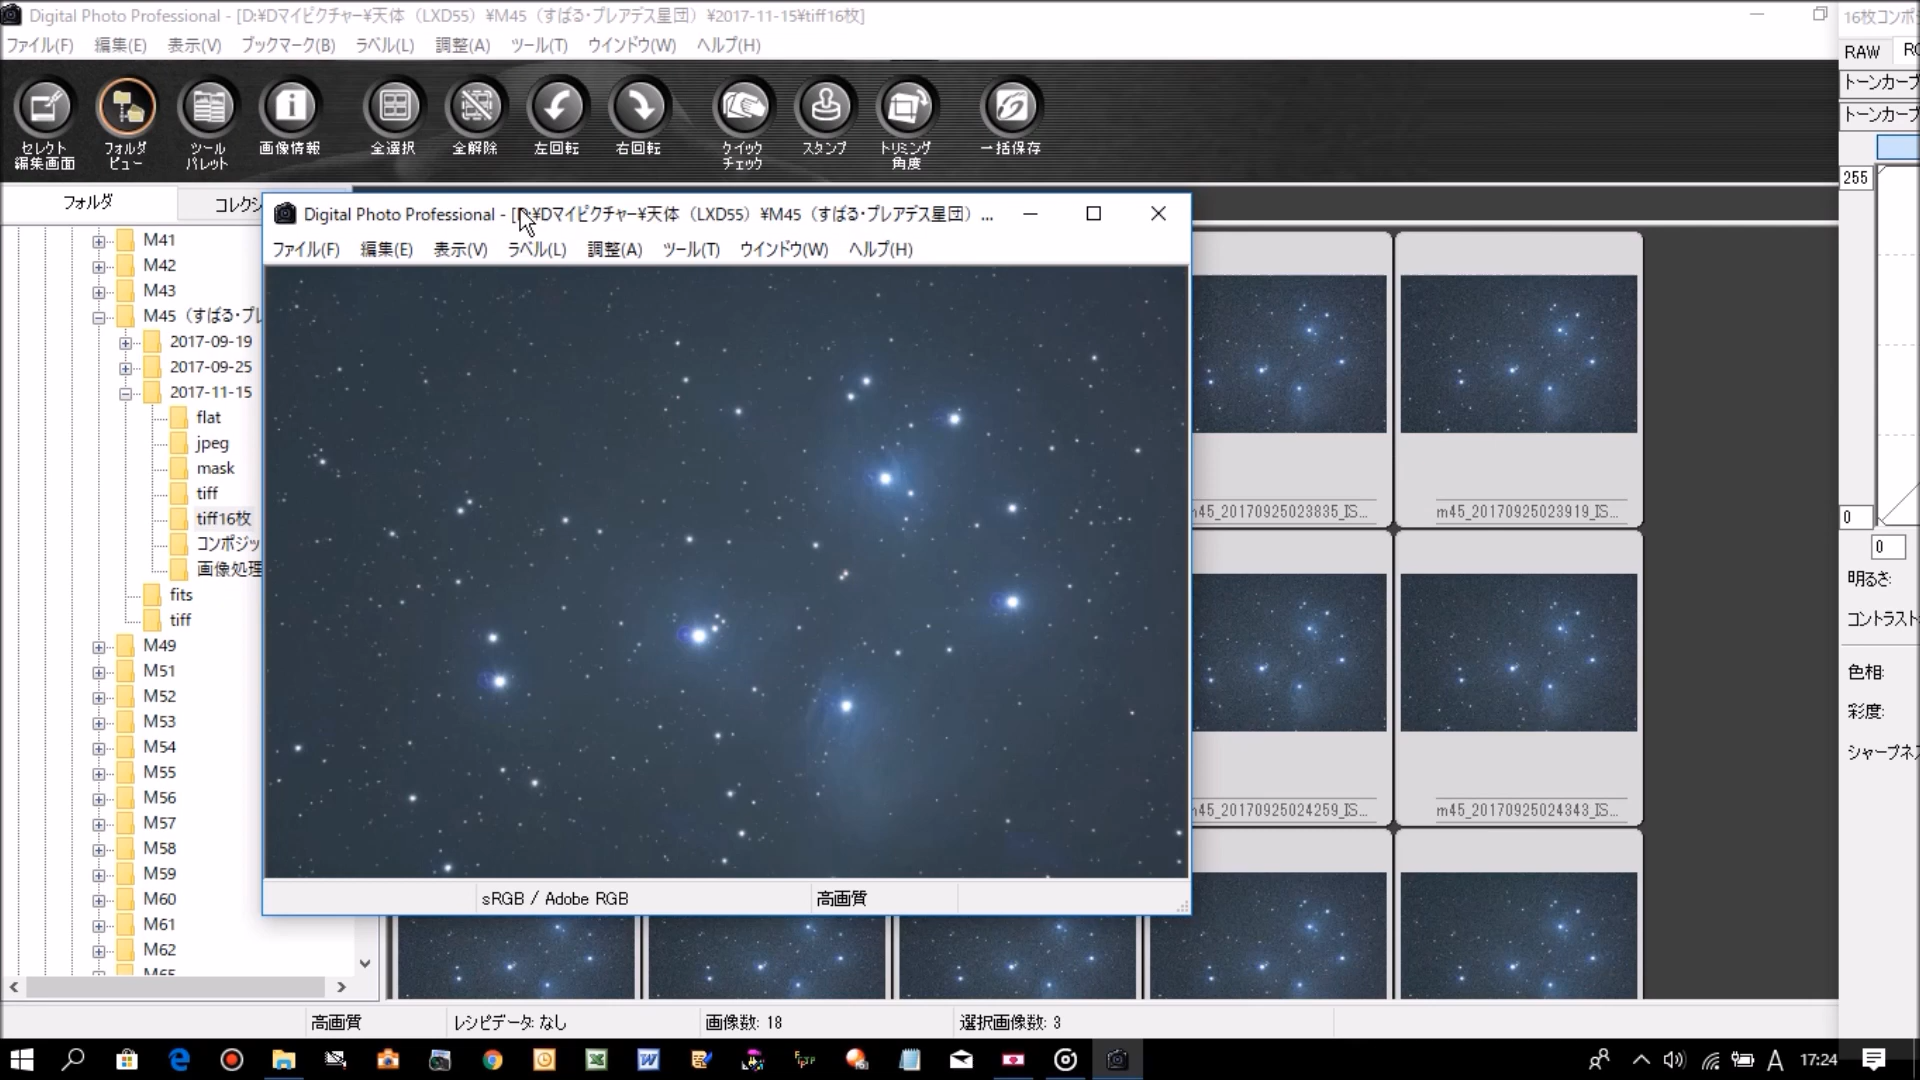 Digital Photo Professional - [D:¥Dマイピクチャー¥天体（LXD55）¥M45（すばる・プレアデス星団）¥2017-11-15¥tiff16枚]
ファイル(F) 編集(E) 表示(V) ブックマーク(B) ラベル(L) 調整(A) ツール(T) ウインドウ(W) ヘルプ(H)
セレクト編集画面
フォルダビュー
ツールパレット
画像情報
全選択
全解除
左回転
右回転
クイックチェック
スタンプ
トリミング角度
一括保存
フォルダ
コレクシ
M41
M42
M43
M45（すばる・プレ
2017-09-19
2017-09-25
2017-11-15
flat
jpeg
mask
tiff
tiff16枚
コンポジッ
画像処理
fits
tiff
M49
M51
M52
M53
M54
M55
M56
M57
M58
M59
M60
M61
M62
M65
Digital Photo Professional - [D:¥Dマイピクチャー¥天体（LXD55）¥M45（すばる・プレアデス星団） ...
ファイル(F) 編集(E) 表示(V) ラベル(L) 調整(A) ツール(T) ウインドウ(W) ヘルプ(H)
sRGB / Adobe RGB
高画質
m45_20170925023835_IS...
m45_20170925023919_IS...
m45_20170925024259_IS...
m45_20170925024343_IS...
16枚コンポ
RAW
トーンカーブ
トーンカーブ
255
0
0
明るさ:
コントラスト:
色相:
彩度:
シャープネス
高画質
レシピデータ: なし
画像数: 18
選択画像数: 3
A
17:24